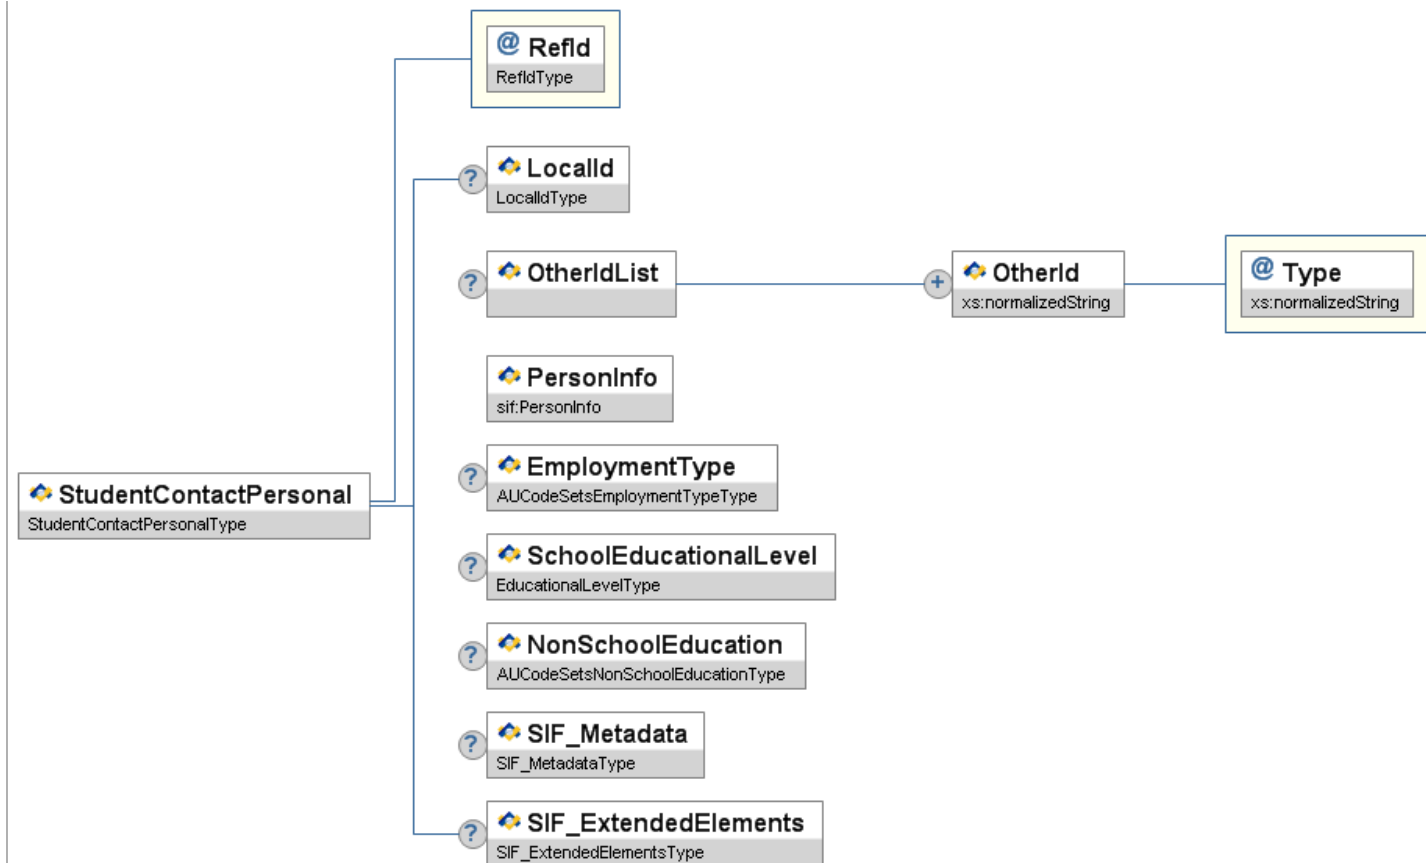 @ RefId
RefIdType
? LocalId
LocalIdType
? OtherIdList
+ OtherId
xs:normalizedString
@ Type
xs:normalizedString
PersonInfo
sif:PersonInfo
? EmploymentType
AUCodeSetsEmploymentTypeType
StudentContactPersonal
StudentContactPersonalType
? SchoolEducationalLevel
EducationalLevelType
? NonSchoolEducation
AUCodeSetsNonSchoolEducationType
? SIF_Metadata
SIF_MetadataType
? SIF_ExtendedElements
SIF_ExtendedElementsType